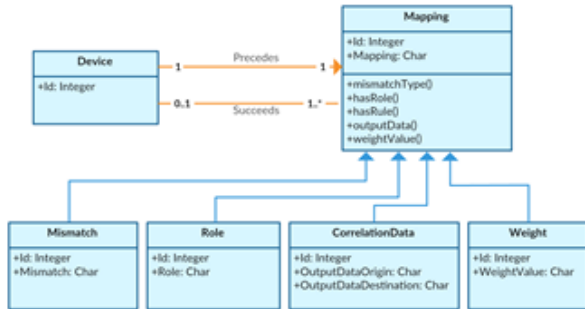 Mapping
+Id: Integer
+Mapping: Char
+mismatchType()
+hasRole()
+hasRule()
+outputData()
+weightValue()
Device
+Id: Integer
1 Precedes 1
0..1 Succeeds 1..*
Mismatch
+Id: Integer
+Mismatch: Char
Role
+Id: Integer
+Role: Char
CorrelationData
+Id: Integer
+OutputDataOrigin: Char
+OutputDataDestination: Char
Weight
+Id: Integer
+WeightValue: Char